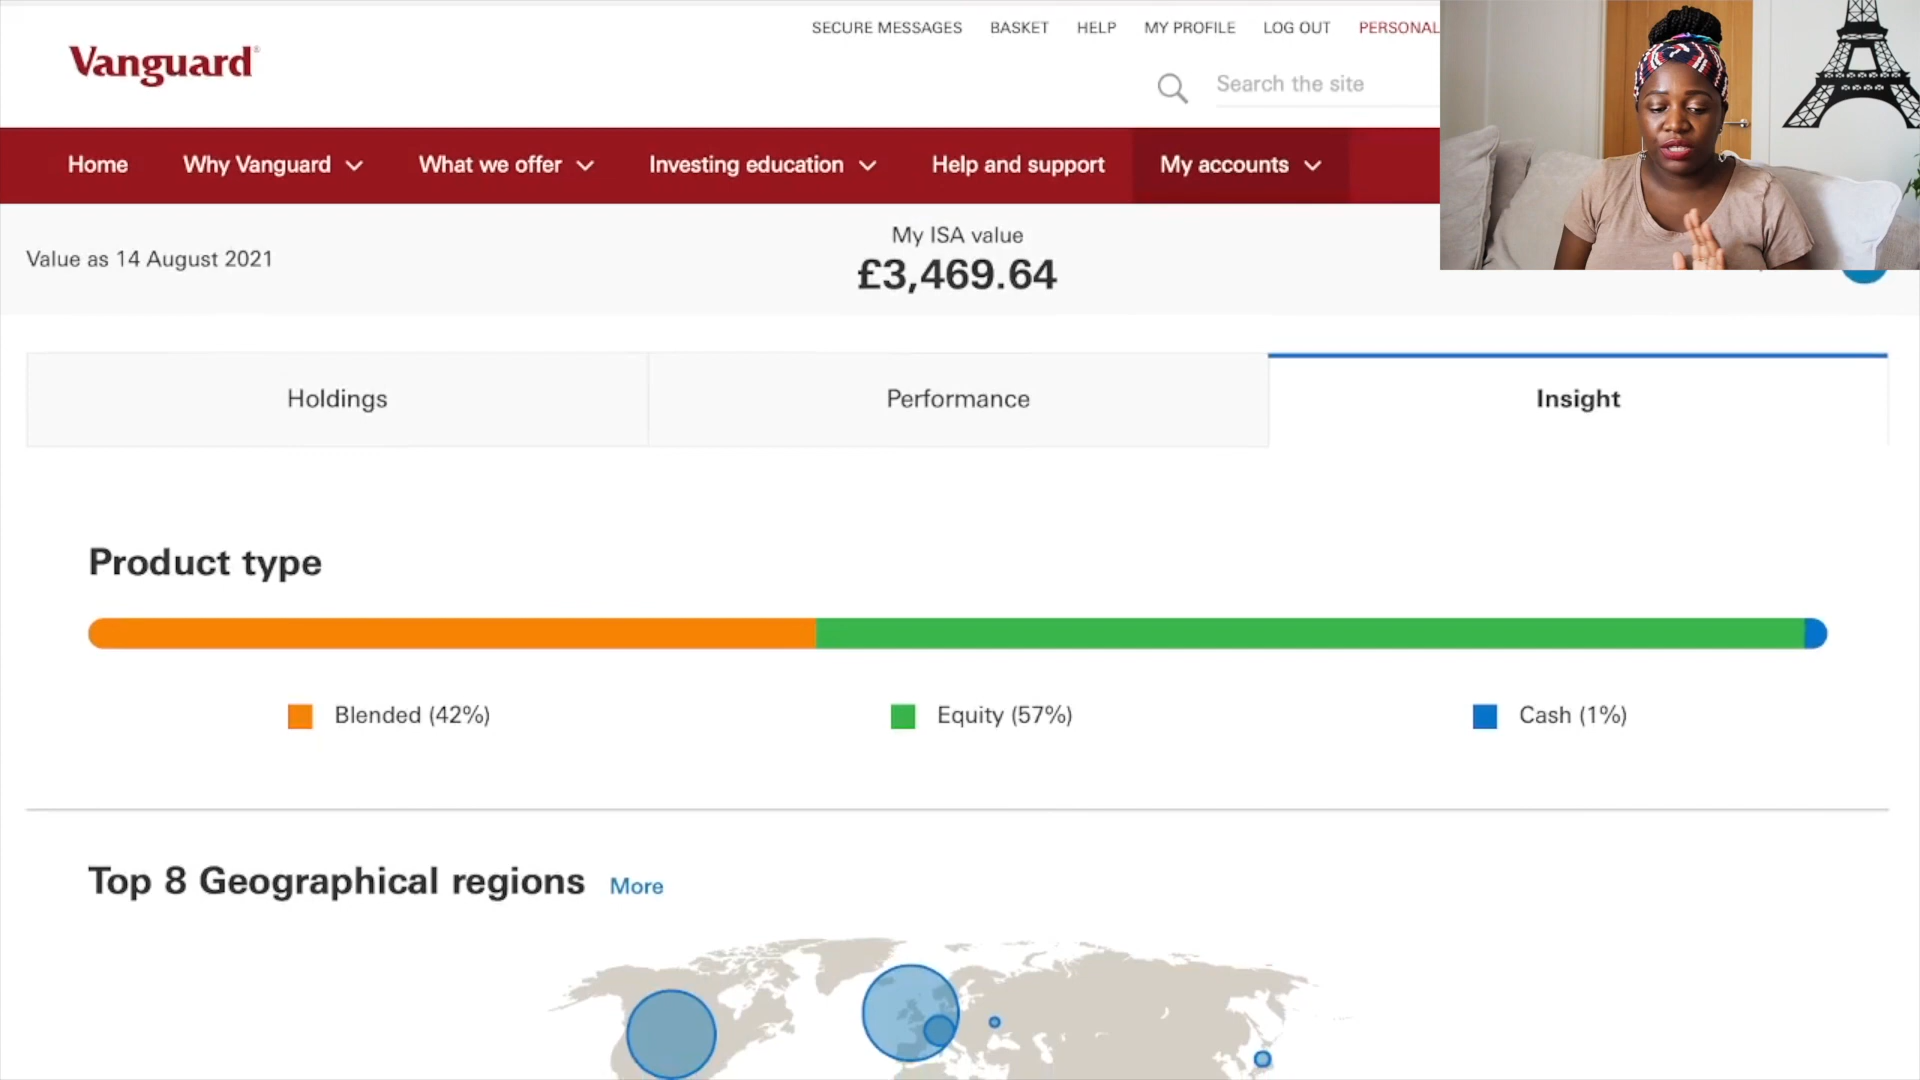 SECURE MESSAGES BASKET HELP MY PROFILE LOG OUT PERSONAL
Vanguard
Search the site
Home Why Vanguard What we offer Investing education Help and support My accounts
My ISA value
Value as 14 August 2021
£3,469.64
Holdings Performance Insight
Product type
Blended (42%) Equity (57%) Cash (1%)
Top 8 Geographical regions More